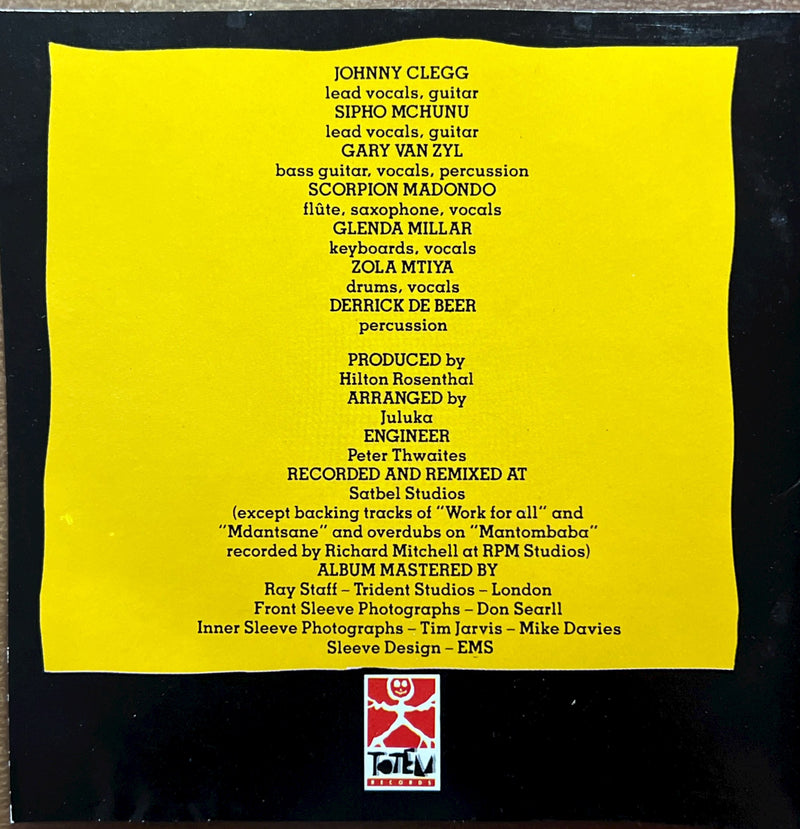 JOHNNY CLEGG
lead vocals, guitar
SIPHO MCHUNU
lead vocals, guitar
GARY VAN ZYL
bass guitar, vocals, percussion
SCORPION MADONDO
flûte, saxophone, vocals
GLENDA MILLAR
keyboards, vocals
ZOLA MTIYA
drums, vocals
DERRICK DE BEER
percussion
PRODUCED by
Hilton Rosenthal
ARRANGED by
Juluka
ENGINEER
Peter Thwaites
RECORDED AND REMIXED AT
Satbel Studios
(except backing tracks of "Work for all" and
"Mdantsane" and overdubs on "Mantombaba"
recorded by Richard Mitchell at RPM Studios)
ALBUM MASTERED BY
Ray Staff – Trident Studios – London
Front Sleeve Photographs – Don Searll
Inner Sleeve Photographs – Tim Jarvis – Mike Davies
Sleeve Design – EMS
TOTEM
RECORDS